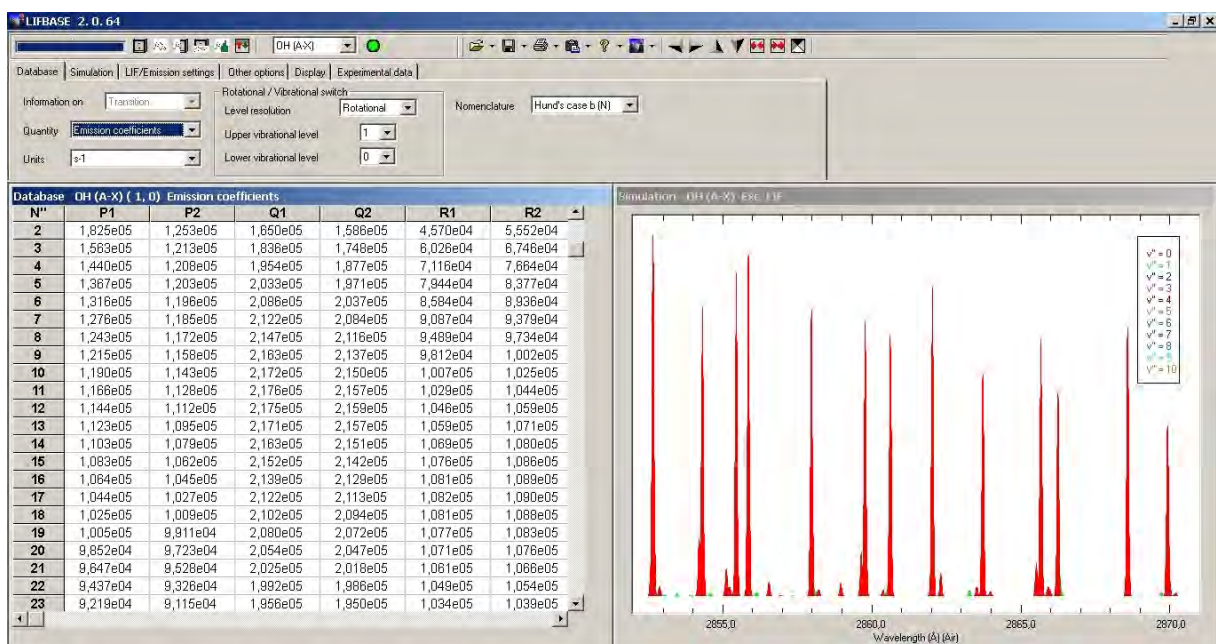 LIFBASE 2.0.64
OH (A-X)
Database Simulation LIF/Emission settings Other options Display Experimental data
Information on Transition
Rotational / Vibrational switch
Level resolution Rotational
Nomenclature Hund's case b (N)
Quantity Emission coefficients
Upper vibrational level 1
Units s-1
Lower vibrational level 0
Database OH (A-X) ( 1, 0) Emission coefficients
N" P1 P2 Q1 Q2 R1 R2
2 1,825e05 1,253e05 1,650e05 1,586e05 4,570e04 5,552e04
3 1,563e05 1,213e05 1,836e05 1,748e05 6,026e04 6,746e04
4 1,440e05 1,208e05 1,954e05 1,877e05 7,116e04 7,664e04
5 1,367e05 1,203e05 2,033e05 1,971e05 7,944e04 8,377e04
6 1,316e05 1,196e05 2,086e05 2,037e05 8,584e04 8,936e04
7 1,276e05 1,185e05 2,122e05 2,084e05 9,087e04 9,379e04
8 1,243e05 1,172e05 2,147e05 2,116e05 9,489e04 9,734e04
9 1,215e05 1,158e05 2,163e05 2,137e05 9,812e04 1,002e05
10 1,190e05 1,143e05 2,172e05 2,150e05 1,007e05 1,025e05
11 1,166e05 1,128e05 2,176e05 2,157e05 1,029e05 1,044e05
12 1,144e05 1,112e05 2,175e05 2,159e05 1,046e05 1,059e05
13 1,123e05 1,095e05 2,171e05 2,157e05 1,059e05 1,071e05
14 1,103e05 1,079e05 2,163e05 2,151e05 1,069e05 1,080e05
15 1,083e05 1,062e05 2,152e05 2,142e05 1,076e05 1,086e05
16 1,064e05 1,045e05 2,139e05 2,129e05 1,081e05 1,089e05
17 1,044e05 1,027e05 2,122e05 2,113e05 1,082e05 1,090e05
18 1,025e05 1,009e05 2,102e05 2,094e05 1,081e05 1,088e05
19 1,005e05 9,911e04 2,080e05 2,072e05 1,077e05 1,083e05
20 9,852e04 9,723e04 2,054e05 2,047e05 1,071e05 1,076e05
21 9,647e04 9,528e04 2,025e05 2,018e05 1,061e05 1,066e05
22 9,437e04 9,326e04 1,992e05 1,986e05 1,049e05 1,054e05
23 9,219e04 9,115e04 1,956e05 1,950e05 1,034e05 1,039e05
Simulation OH (A-X) Exc. LIF
v" = 0
v" = 1
v" = 2
v" = 3
v" = 4
v" = 5
v" = 6
v" = 7
v" = 8
v" = 9
v" = 10
2855,0 2860,0 2865,0 2870,0
Wavelength (Å) (Air)